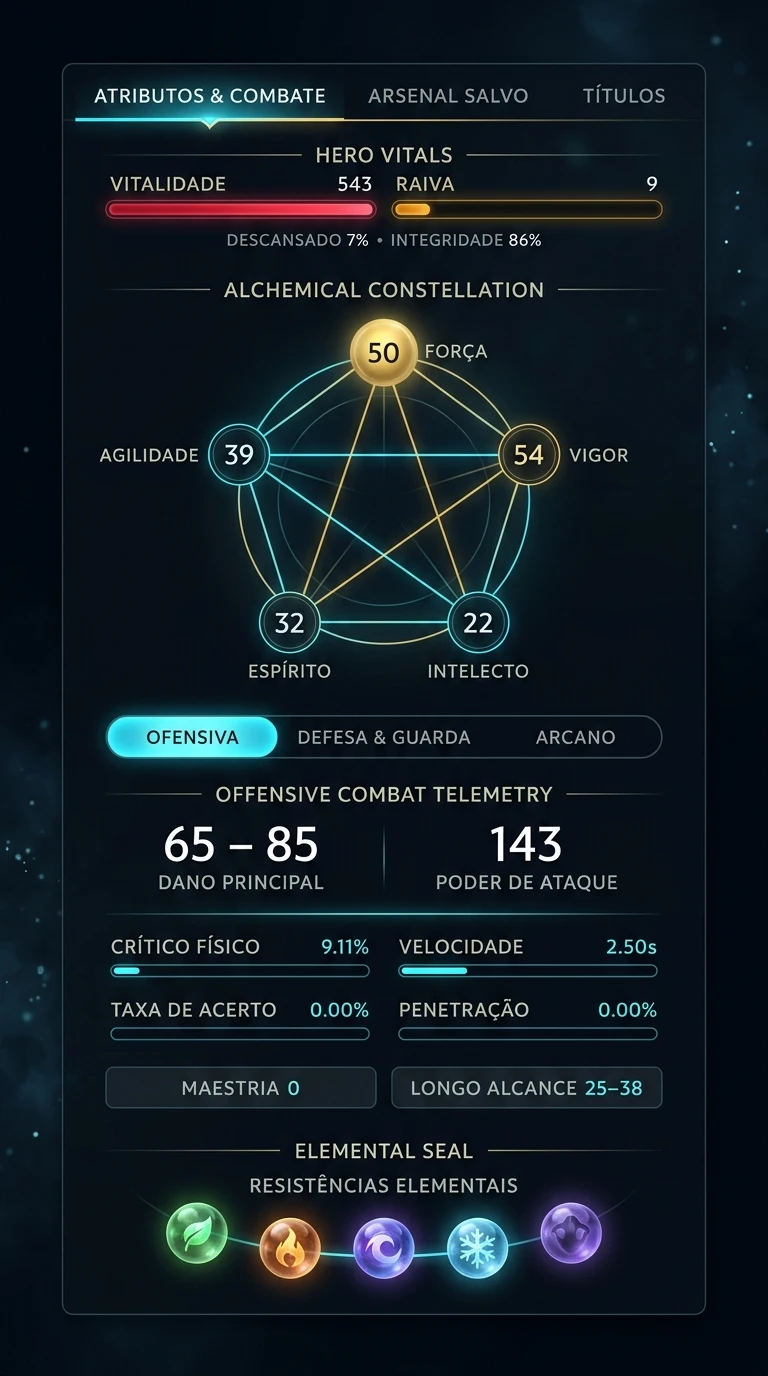 ATRIBUTOS & COMBATE ARSENAL SALVO TÍTULOS
HERO VITALS
VITALIDADE 543 RAIVA 9
DESCANSADO 7% • INTEGRIDADE 86%
ALCHEMICAL CONSTELLATION
50 FORÇA
AGILIDADE 39 54 VIGOR
32 22
ESPÍRITO INTELECTO
OFENSIVA DEFESA & GUARDA ARCANO
OFFENSIVE COMBAT TELEMETRY
65 – 85 143
DANO PRINCIPAL PODER DE ATAQUE
CRÍTICO FÍSICO 9.11% VELOCIDADE 2.50s
TAXA DE ACERTO 0.00% PENETRAÇÃO 0.00%
MAESTRIA 0 LONGO ALCANCE 25–38
ELEMENTAL SEAL
RESISTÊNCIAS ELEMENTAIS